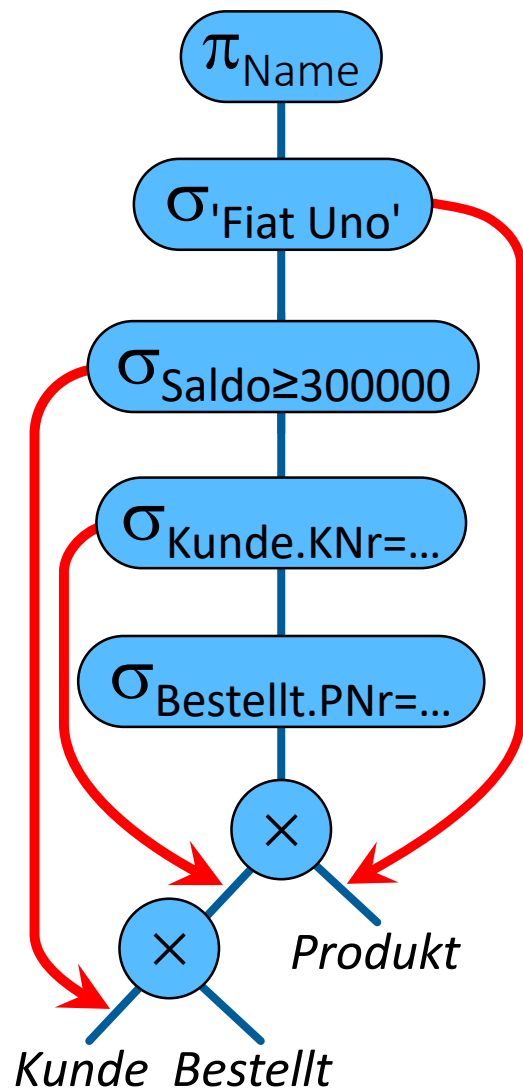 πName
σ'Fiat Uno'
σSaldo≥300000
σKunde.KNr=...
σBestellt.PNr=...
×
×
Produkt
Kunde Bestellt